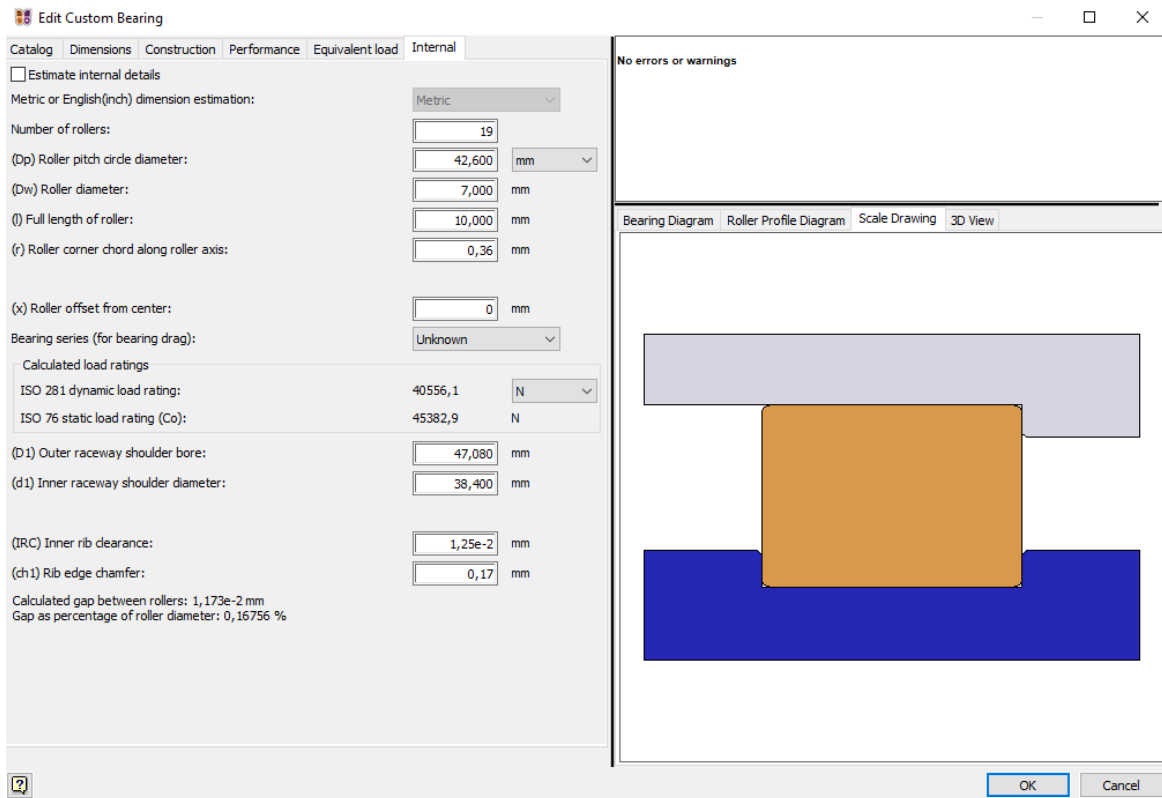 Edit Custom Bearing
Catalog Dimensions Construction Performance Equivalent load Internal
Estimate internal details
Metric or English(inch) dimension estimation: Metric
Number of rollers: 19
(Dp) Roller pitch circle diameter: 42,600 mm
(Dw) Roller diameter: 7,000 mm
(l) Full length of roller: 10,000 mm
(r) Roller corner chord along roller axis: 0,36 mm
(x) Roller offset from center: 0 mm
Bearing series (for bearing drag): Unknown
Calculated load ratings
ISO 281 dynamic load rating: 40556,1 N
ISO 76 static load rating (Co): 45382,9 N
(D1) Outer raceway shoulder bore: 47,080 mm
(d1) Inner raceway shoulder diameter: 38,400 mm
(IRC) Inner rib clearance: 1,25e-2 mm
(ch1) Rib edge chamfer: 0,17 mm
Calculated gap between rollers: 1,173e-2 mm
Gap as percentage of roller diameter: 0,16756 %
No errors or warnings
Bearing Diagram Roller Profile Diagram Scale Drawing 3D View
?
OK Cancel